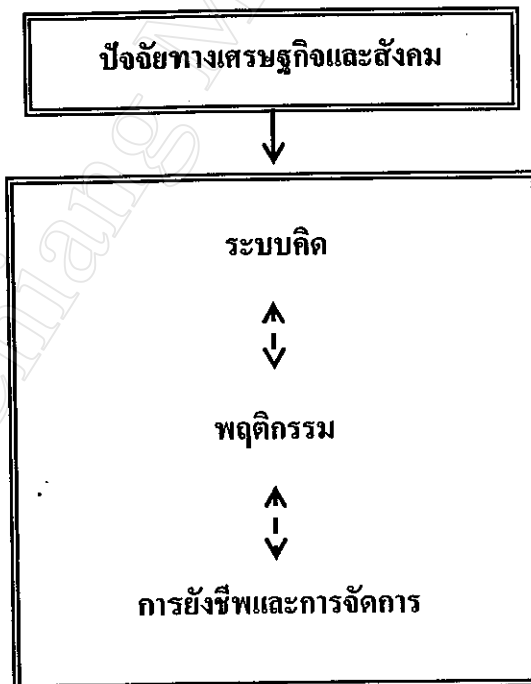 ปัจจัยทางเศรษฐกิจและสังคม
ระบบคิด
พฤติกรรม
การยังชีพและการจัดการ